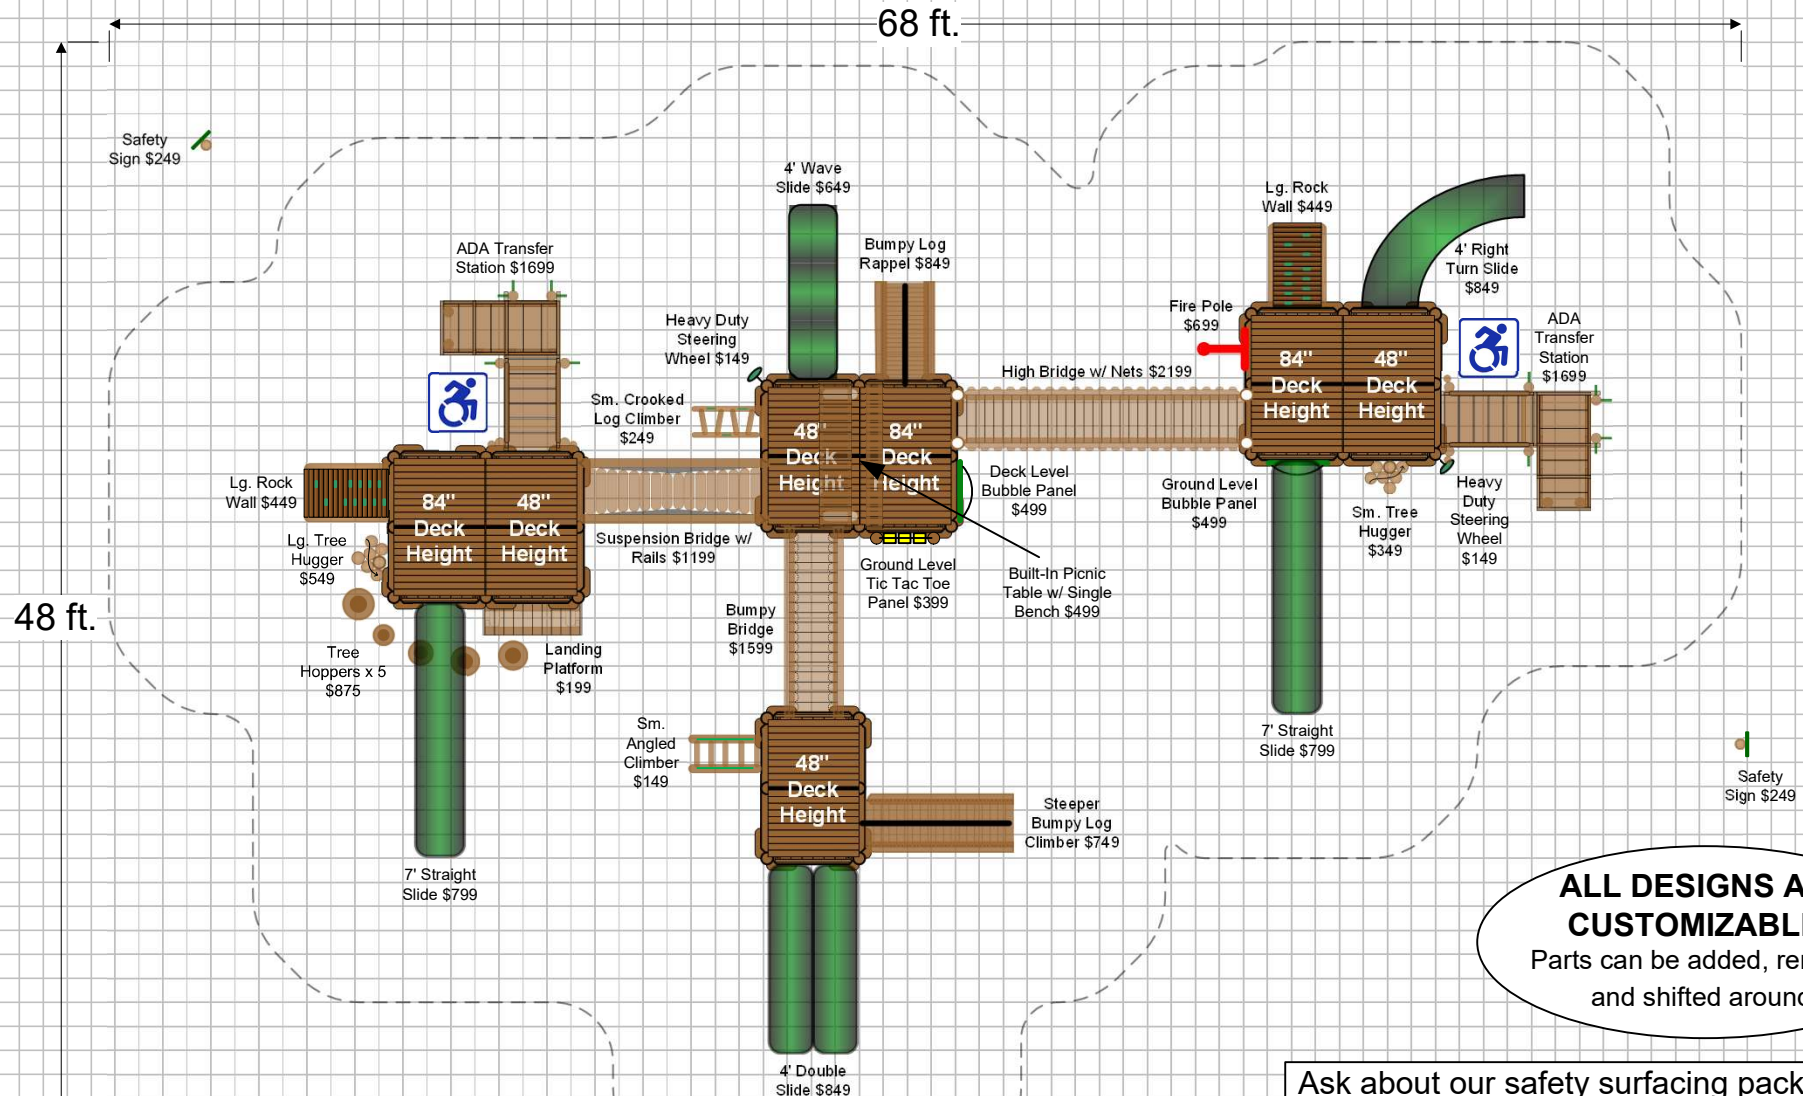 68 ft.
48 ft.
Safety
Sign $249
4' Wave
Slide $649
ADA Transfer
Station $1699
Bumpy Log
Rappel $849
Lg. Rock
Wall $449
4' Right
Turn Slide
$849
Heavy Duty
Steering
Wheel $149
Fire Pole
$699
ADA
Transfer
Station
$1699
High Bridge w/ Nets $2199
Sm. Crooked
Log Climber
$249
84"
Deck
Height
48"
Deck
Height
48"
Deck
Height
84"
Deck
Height
Lg. Rock
Wall $449
84"
Deck
Height
48"
Deck
Height
Deck Level
Bubble Panel
$499
Ground Level
Bubble Panel
$499
Sm. Tree
Hugger
$349
Heavy
Duty
Steering
Wheel
$149
Lg. Tree
Hugger
$549
Suspension Bridge w/
Rails $1199
Ground Level
Tic Tac Toe
Panel $399
Built-In Picnic
Table w/ Single
Bench $499
Bumpy
Bridge
$1599
Tree
Hoppers x 5
$875
Landing
Platform
$199
7' Straight
Slide $799
Sm.
Angled
Climber
$149
48"
Deck
Height
Steeper
Bumpy Log
Climber $749
Safety
Sign $249
7' Straight
Slide $799
4' Double
Slide $849
ALL DESIGNS A
CUSTOMIZABL
Parts can be added, re
and shifted around
Ask about our safety surfacing pack